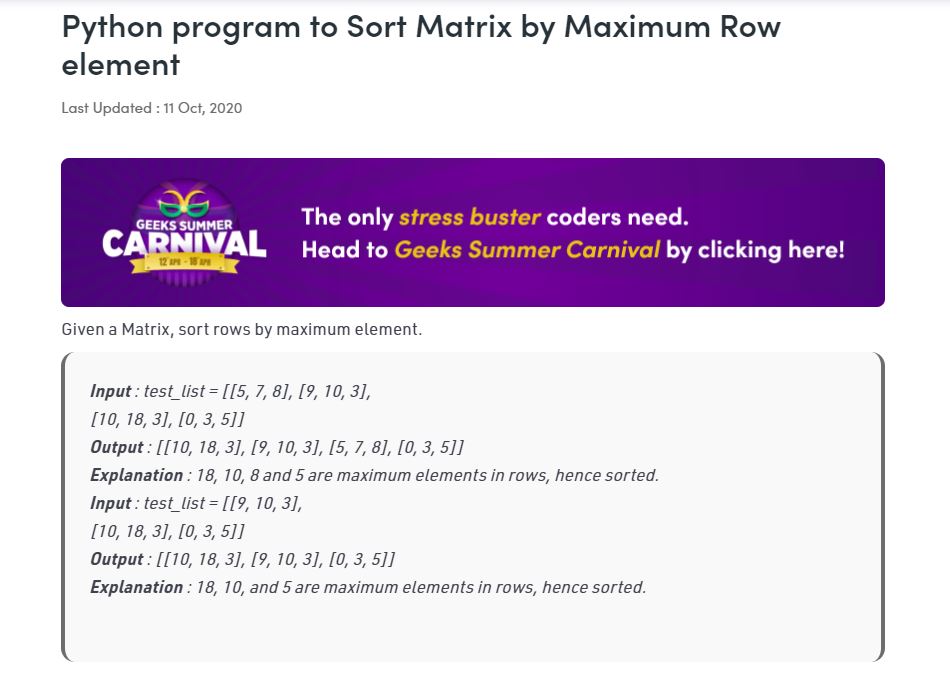 Python program to Sort Matrix by Maximum Row
element
Last Updated : 11 Oct, 2020
GEEKS SUMMER
CARNIVAL
12 APR - 18 APR
The only stress buster coders need.
Head to Geeks Summer Carnival by clicking here!
Given a Matrix, sort rows by maximum element.
Input : test_list = [[5, 7, 8], [9, 10, 3],
[10, 18, 3], [0, 3, 5]]
Output : [[10, 18, 3], [9, 10, 3], [5, 7, 8], [0, 3, 5]]
Explanation : 18, 10, 8 and 5 are maximum elements in rows, hence sorted.
Input : test_list = [[9, 10, 3],
[10, 18, 3], [0, 3, 5]]
Output : [[10, 18, 3], [9, 10, 3], [0, 3, 5]]
Explanation : 18, 10, and 5 are maximum elements in rows, hence sorted.